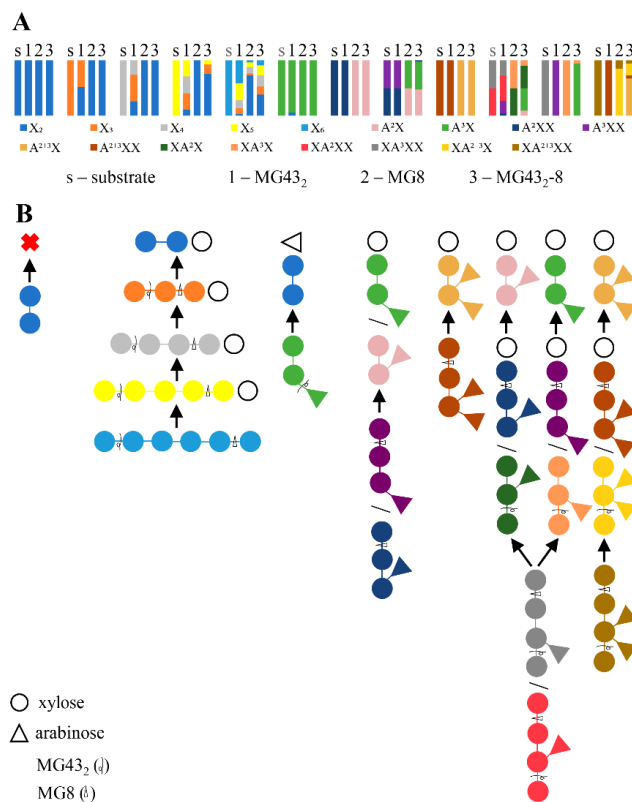 A
s123 s123 s123 s123 s123 s123 s123 s123 s123 s123 s123
X₂ X₃ X₄ X₅ X₆ A²X A³X A²XX A³XX
A²⁺³X A²⁺³XX XA²X XA³X XA²XX XA³XX XA²⁺³X XA²⁺³XX
s – substrate 1 – MG43₂ 2 – MG8 3 – MG43₂-8
B
xylose
arabinose
MG43₂ ( )
MG8 ( )